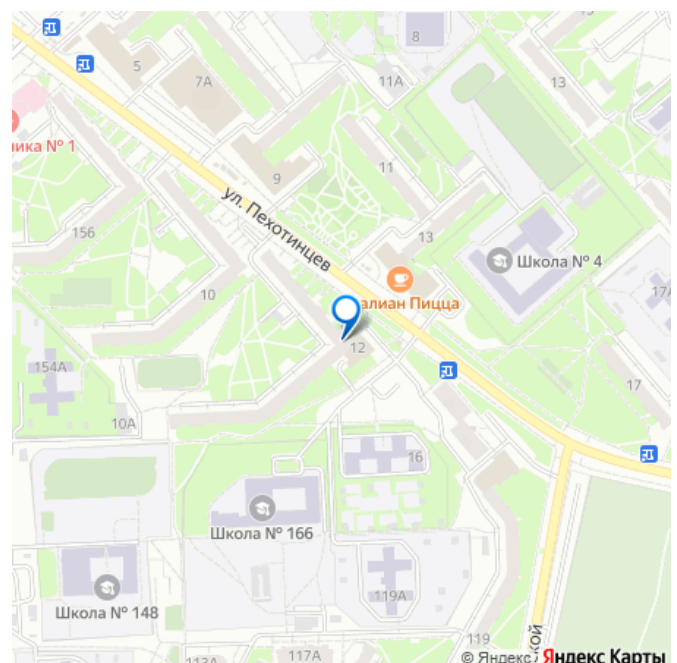 8
5
7А
11А
13
ика № 1
11
9
ул. Пехотинцев
156
13
Школа № 4
17А
10
алиан Пицца
12
154А
17
10А
16
Школа № 166
119А
Школа № 148
119
117А
© Яндекс Яндекс Карты